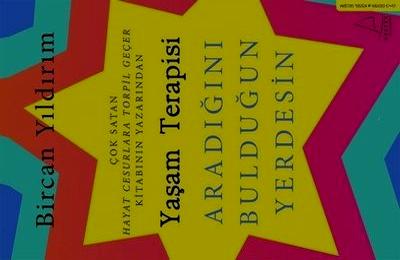 Bircan Yıldırım
ÇOK SATAN
HAYAT CESURLARA TORPİL GEÇER
KİTABININ YAZARINDAN
Yaşam Terapisi
ARADIĞINI
BULDUĞUN
YERDESİN